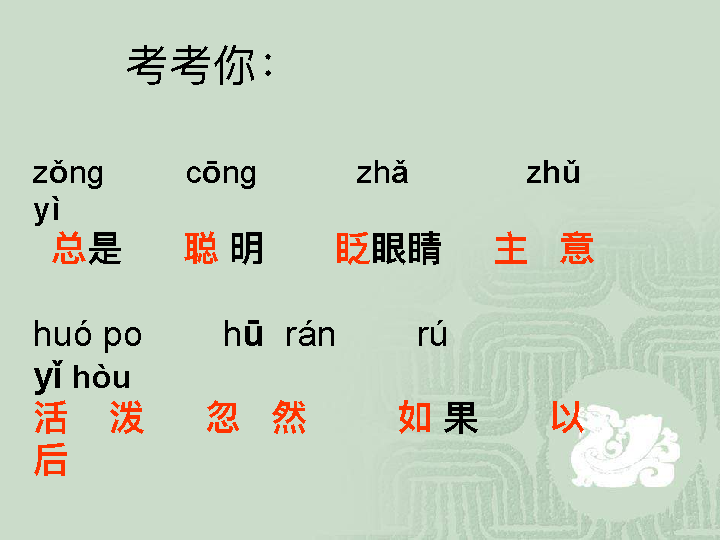 考考你：
zǒng cōng zhǎ zhǔ
yì
总是 聪 明 眨眼睛 主 意
huó po hū rán rú
yǐ hòu
活 泼 忽 然 如 果 以
后